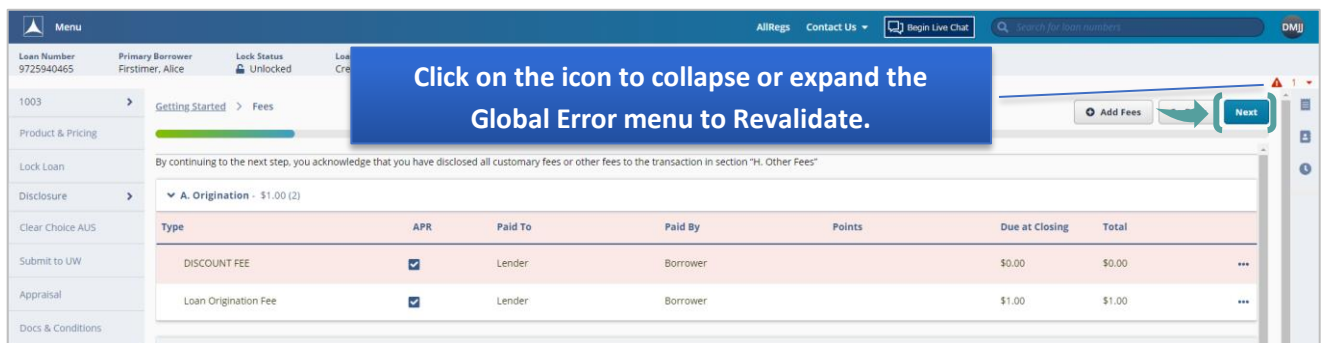 Menu
AllRegs Contact Us Begin Live Chat Search for loan numbers DMJJ
Loan Number Primary Borrower Lock Status
9725940465 Firstimer, Alice Unlocked
Click on the icon to collapse or expand the
Global Error menu to Revalidate.
1
1003 Getting Started > Fees Add Fees Next
Product & Pricing
Lock Loan By continuing to the next step, you acknowledge that you have disclosed all customary fees or other fees to the transaction in section "H. Other Fees"
Disclosure A. Origination - $1.00 (2)
Clear Choice AUS Type APR Paid To Paid By Points Due at Closing Total
Submit to UW DISCOUNT FEE Lender Borrower $0.00 $0.00 •••
Appraisal Loan Origination Fee Lender Borrower $1.00 $1.00 •••
Docs & Conditions